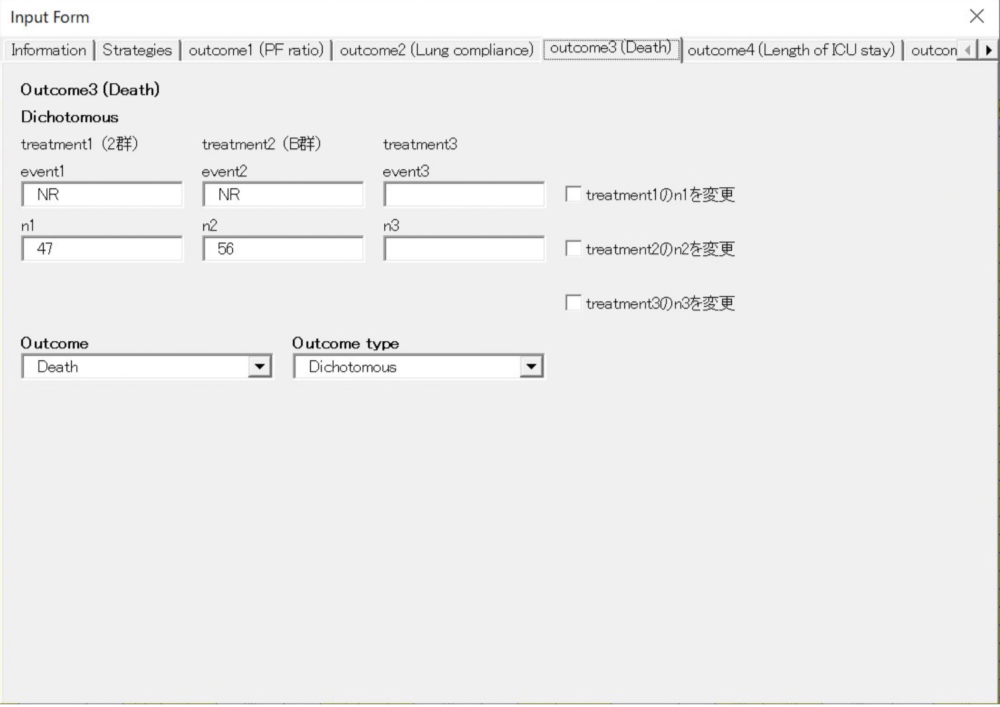 Input Form
Information Strategies outcome1 (PF ratio) outcome2 (Lung compliance) outcome3 (Death) outcome4 (Length of ICU stay) outcon
Outcome3 (Death)
Dichotomous
treatment1（2群） treatment2（B群） treatment3
event1 event2 event3
NR NR treatment1のn1を変更
n1 n2 n3
47 56 treatment2のn2を変更
treatment3のn3を変更
Outcome Outcome type
Death Dichotomous